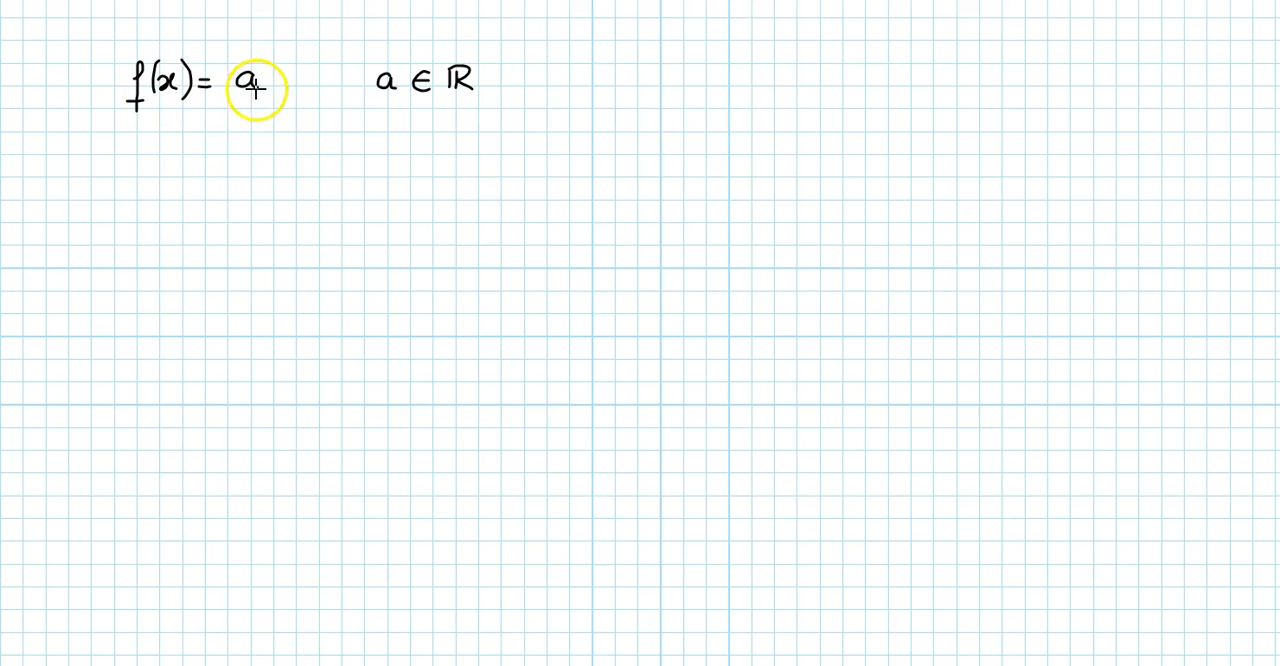 f(x) = a a ∈ ℝ